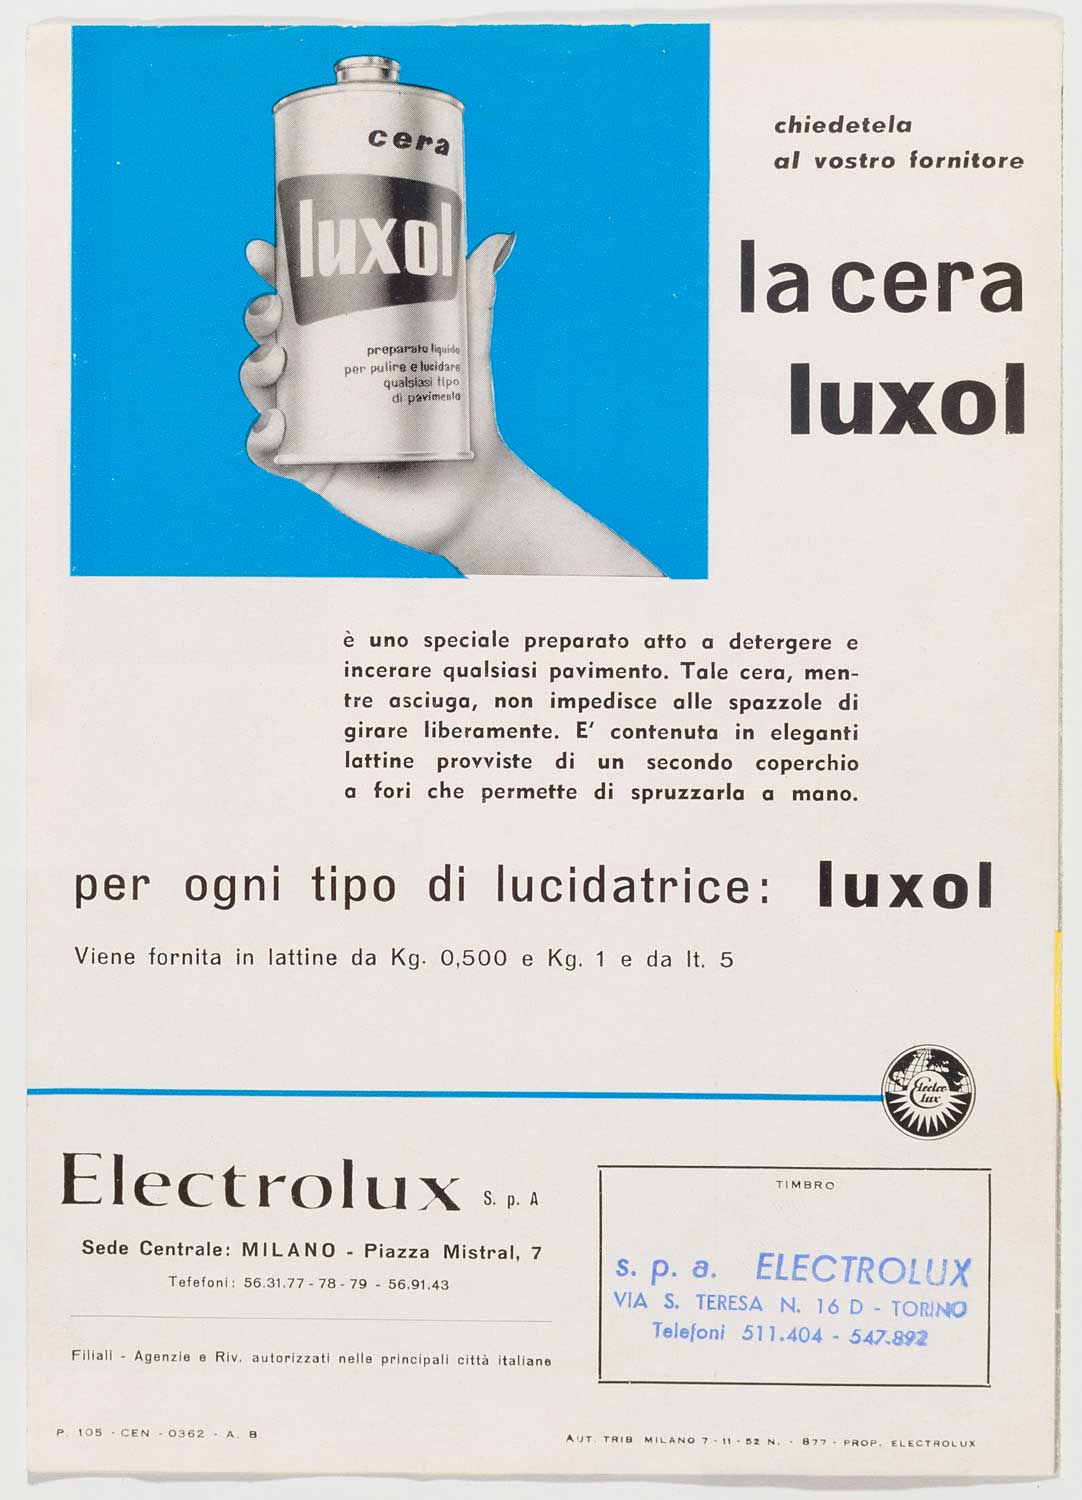 cera
luxol
preparato liquido
per pulire e lucidare
qualsiasi tipo
di pavimento
chiedetela
al vostro fornitore
la cera
luxol
è uno speciale preparato atto a detergere e
incerare qualsiasi pavimento. Tale cera, men-
tre asciuga, non impedisce alle spazzole di
girare liberamente. E' contenuta in eleganti
lattine provviste di un secondo coperchio
a fori che permette di spruzzarla a mano.
per ogni tipo di lucidatrice: luxol
Viene fornita in lattine da Kg. 0,500 e Kg. 1 e da lt. 5
Electro
lux
Electrolux S. p. A
Sede Centrale: MILANO - Piazza Mistral, 7
Tefefoni: 56.31.77 - 78 - 79 - 56.91.43
Filiali - Agenzie e Riv. autorizzati nelle principali città italiane
TIMBRO
s. p. a. ELECTROLUX
VIA S. TERESA N. 16 D - TORINO
Telefoni 511.404 - 547.892
P. 105 - CEN - 0362 - A. B.
AUT. TRIB MILANO 7 - 11 - 52 N. - 877 - PROP. ELECTROLUX